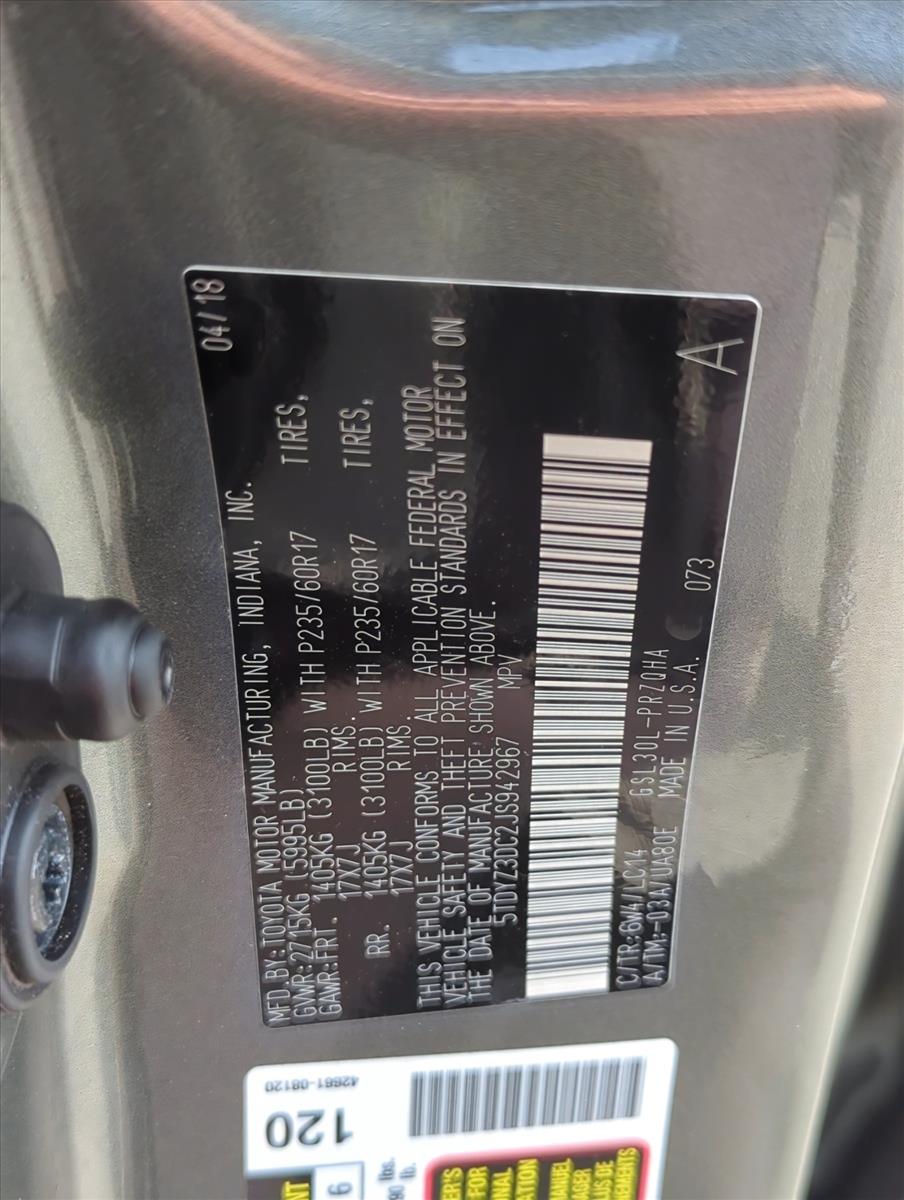 MFD.BY:TOYOTA MOTOR MANUFACTURING, INDIANA, INC. 04/18
GVWR:2715KG (5995LB)
GAWR:FRT. 1405KG (3100LB) WITH P235/60R17 TIRES,
17X7J RIMS.
RR. 1405KG (3100LB) WITH P235/60R17 TIRES,
17X7J RIMS.
THIS VEHICLE CONFORMS TO ALL APPLICABLE FEDERAL MOTOR
VEHICLE SAFETY AND THEFT PREVENTION STANDARDS IN EFFECT ON
THE DATE OF MANUFACTURE SHOWN ABOVE.
5TDYZ3DC2JS942967 MPV
C/TR:6W4/LC14 GSL30L-PRZQHA
A/TM:-03A/UA80E MADE IN U.S.A. 073 A
42661-08120
120
6
lbs.
lb.